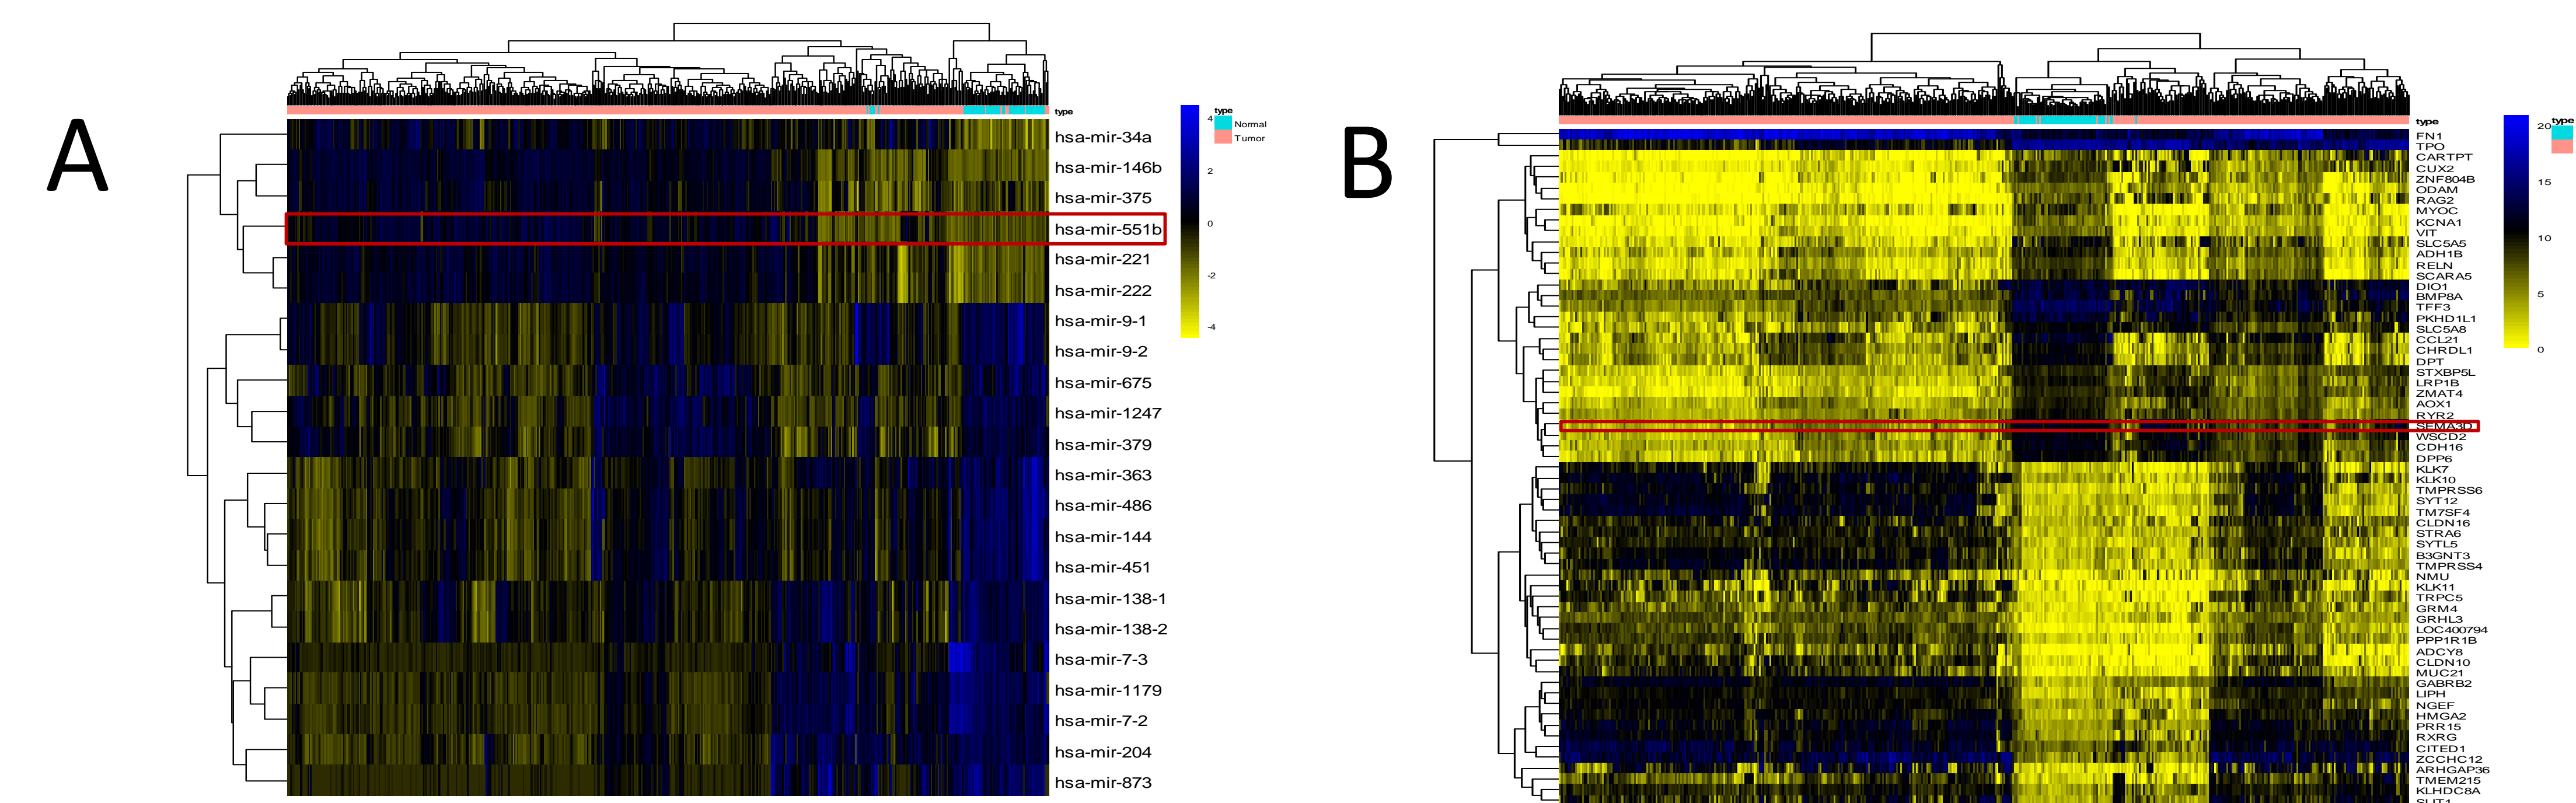 A
type
hsa-mir-34a
hsa-mir-146b
hsa-mir-375
hsa-mir-551b
hsa-mir-221
hsa-mir-222
hsa-mir-9-1
hsa-mir-9-2
hsa-mir-675
hsa-mir-1247
hsa-mir-379
hsa-mir-363
hsa-mir-486
hsa-mir-144
hsa-mir-451
hsa-mir-138-1
hsa-mir-138-2
hsa-mir-7-3
hsa-mir-1179
hsa-mir-7-2
hsa-mir-204
hsa-mir-873
4
2
0
-2
-4
type
Normal
Tumor
B
type
FN1
TPO
CARTPT
CUX2
ZNF804B
ODAM
RAG2
MYOC
KCNA1
VIT
SLC5A5
ADH1B
RELN
SCARA5
DIO1
BMP8A
TFF3
PKHD1L1
SLC5A8
CCL21
CHRDL1
DPT
STXBP5L
LRP1B
ZMAT4
AOX1
RYR2
SEMA3D
WSCD2
CDH16
DPP6
KLK7
KLK10
TMPRSS6
SYT12
TM7SF4
CLDN16
STRA6
SYTL5
B3GNT3
TMPRSS4
NMU
KLK11
TRPC5
GRM4
GRHL3
LOC400794
PPP1R1B
ADCY8
CLDN10
MUC21
GABRB2
LIPH
NGEF
HMGA2
PRR15
RXRG
CITED1
ZCCHC12
ARHGAP36
TMEM215
KLHDC8A
20
15
10
5
0
type